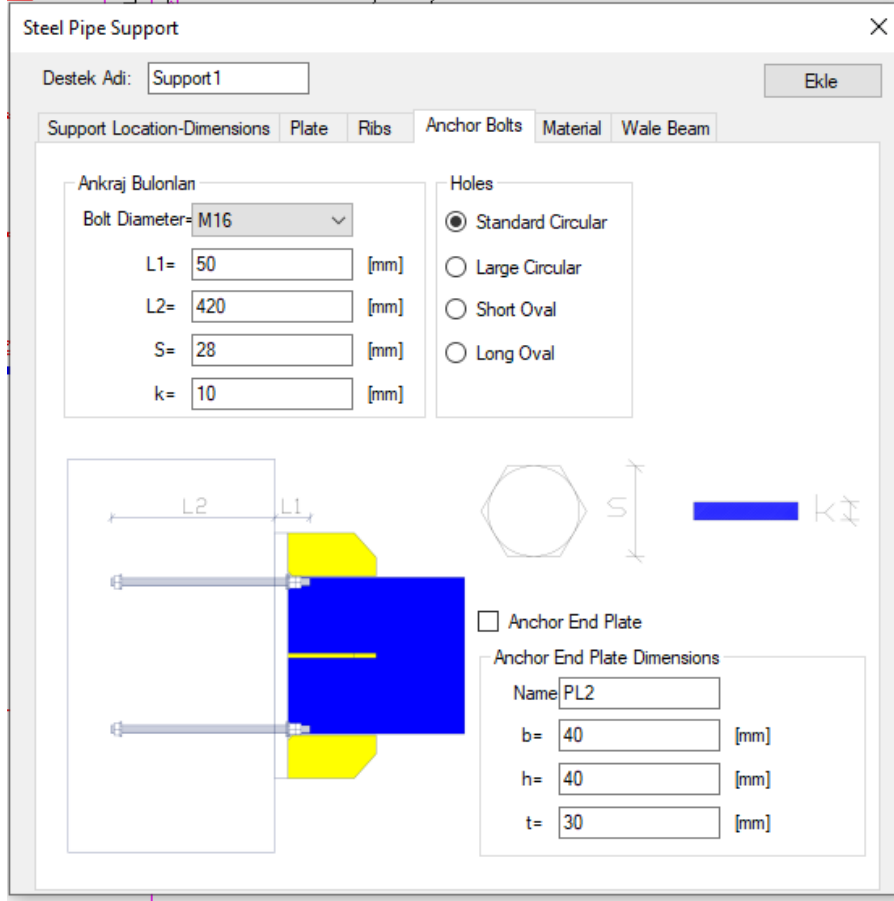 Steel Pipe Support
Destek Adi: Support1
Ekle
Support Location-Dimensions Plate Ribs Anchor Bolts Material Wale Beam
Ankraj Bulonları
Bolt Diameter= M16
L1= 50 [mm]
L2= 420 [mm]
S= 28 [mm]
k= 10 [mm]
Holes
Standard Circular
Large Circular
Short Oval
Long Oval
L2 L1
S
k
Anchor End Plate
Anchor End Plate Dimensions
Name PL2
b= 40 [mm]
h= 40 [mm]
t= 30 [mm]